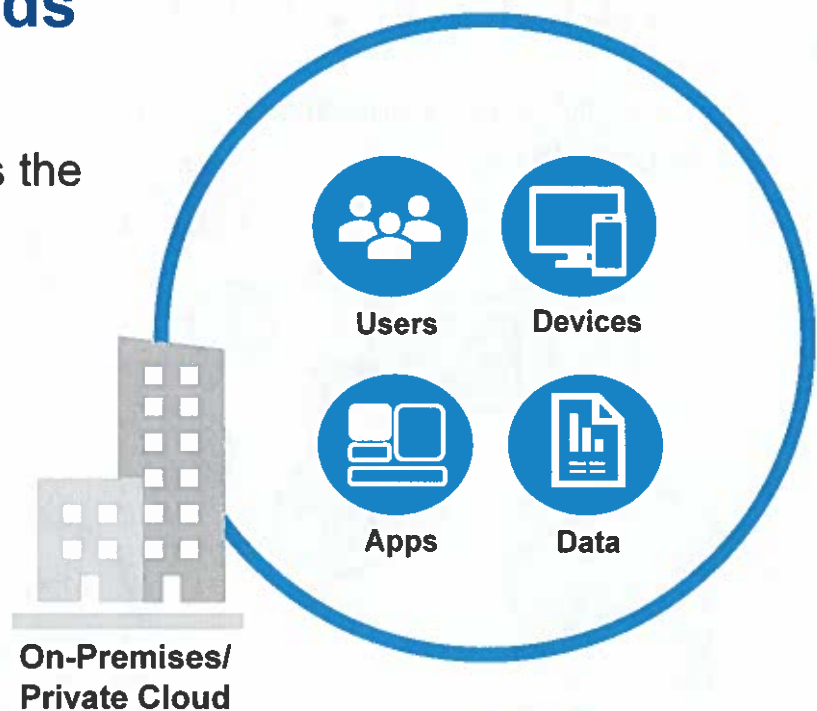 ds
s the
Users
Devices
Apps
Data
On-Premises/
Private Cloud